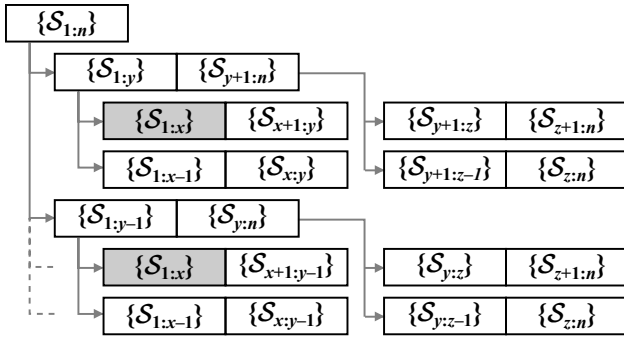 {𝒮1:n}
{𝒮1:y} {𝒮y+1:n}
{𝒮1:x} {𝒮x+1:y} {𝒮y+1:z} {𝒮z+1:n}
{𝒮1:x−1} {𝒮x:y} {𝒮y+1:z−1} {𝒮z:n}
{𝒮1:y−1} {𝒮y:n}
{𝒮1:x} {𝒮x+1:y−1} {𝒮y:z} {𝒮z+1:n}
{𝒮1:x−1} {𝒮x:y−1} {𝒮y:z−1} {𝒮z:n}